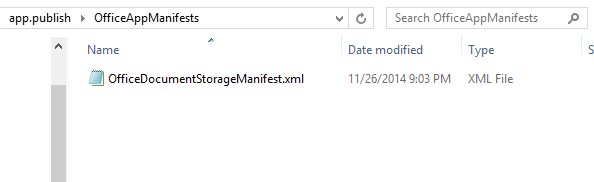 app.publish ▸ OfficeAppManifests
Search OfficeAppManifests
Name Date modified Type S
OfficeDocumentStorageManifest.xml 11/26/2014 9:03 PM XML File